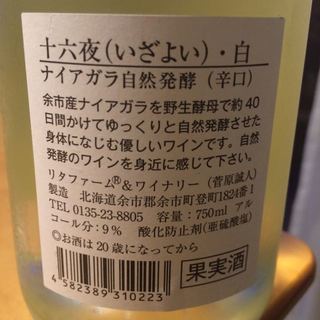 十六夜(いざよい)・白
ナイアガラ自然発酵(辛口)
余市産ナイアガラを野生酵母で約40
日間かけてゆっくりと自然発酵させた
身体になじむ優しいワインです。自然
発酵のワインを身近に感じて下さい。
リタファーム®&ワイナリー(菅原誠人)
製造 北海道余市郡余市町登町1824番1
TEL 0135-23-8805 容量:750ml アル
コール分:9% 酸化防止剤(亜硫酸塩)
◎お酒は20歳になってから
果実酒
4 582389 310223